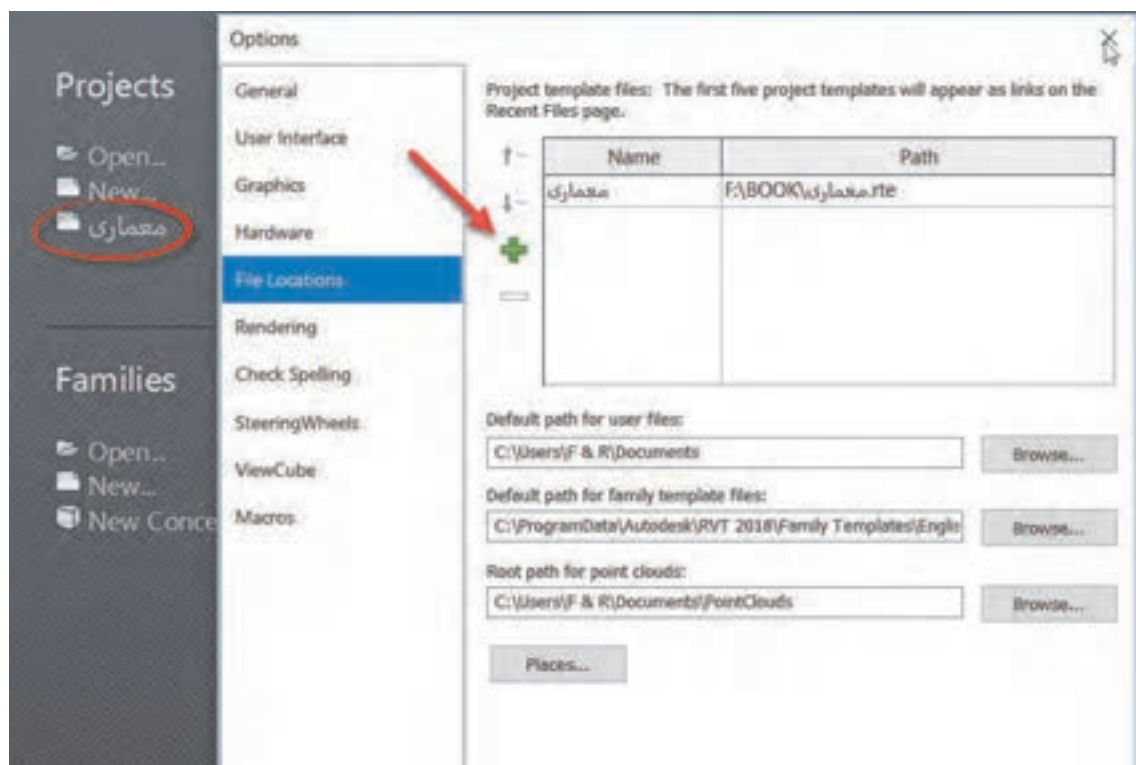 Projects
Open...
New...
معماری
Families
Open...
New...
New Conce
Options
General
User Interface
Graphics
Hardware
File Locations
Rendering
Check Spelling
SteeringWheels
ViewCube
Macros
Project template files: The first five project templates will appear as links on the
Recent Files page.
Name Path
معماری F:\BOOK\معماری.rte
Default path for user files:
C:\Users\F & R\Documents Browse...
Default path for family template files:
C:\ProgramData\Autodesk\RVT 2018\Family Templates\Englis Browse...
Root path for point clouds:
C:\Users\F & R\Documents\PointClouds Browse...
Places...